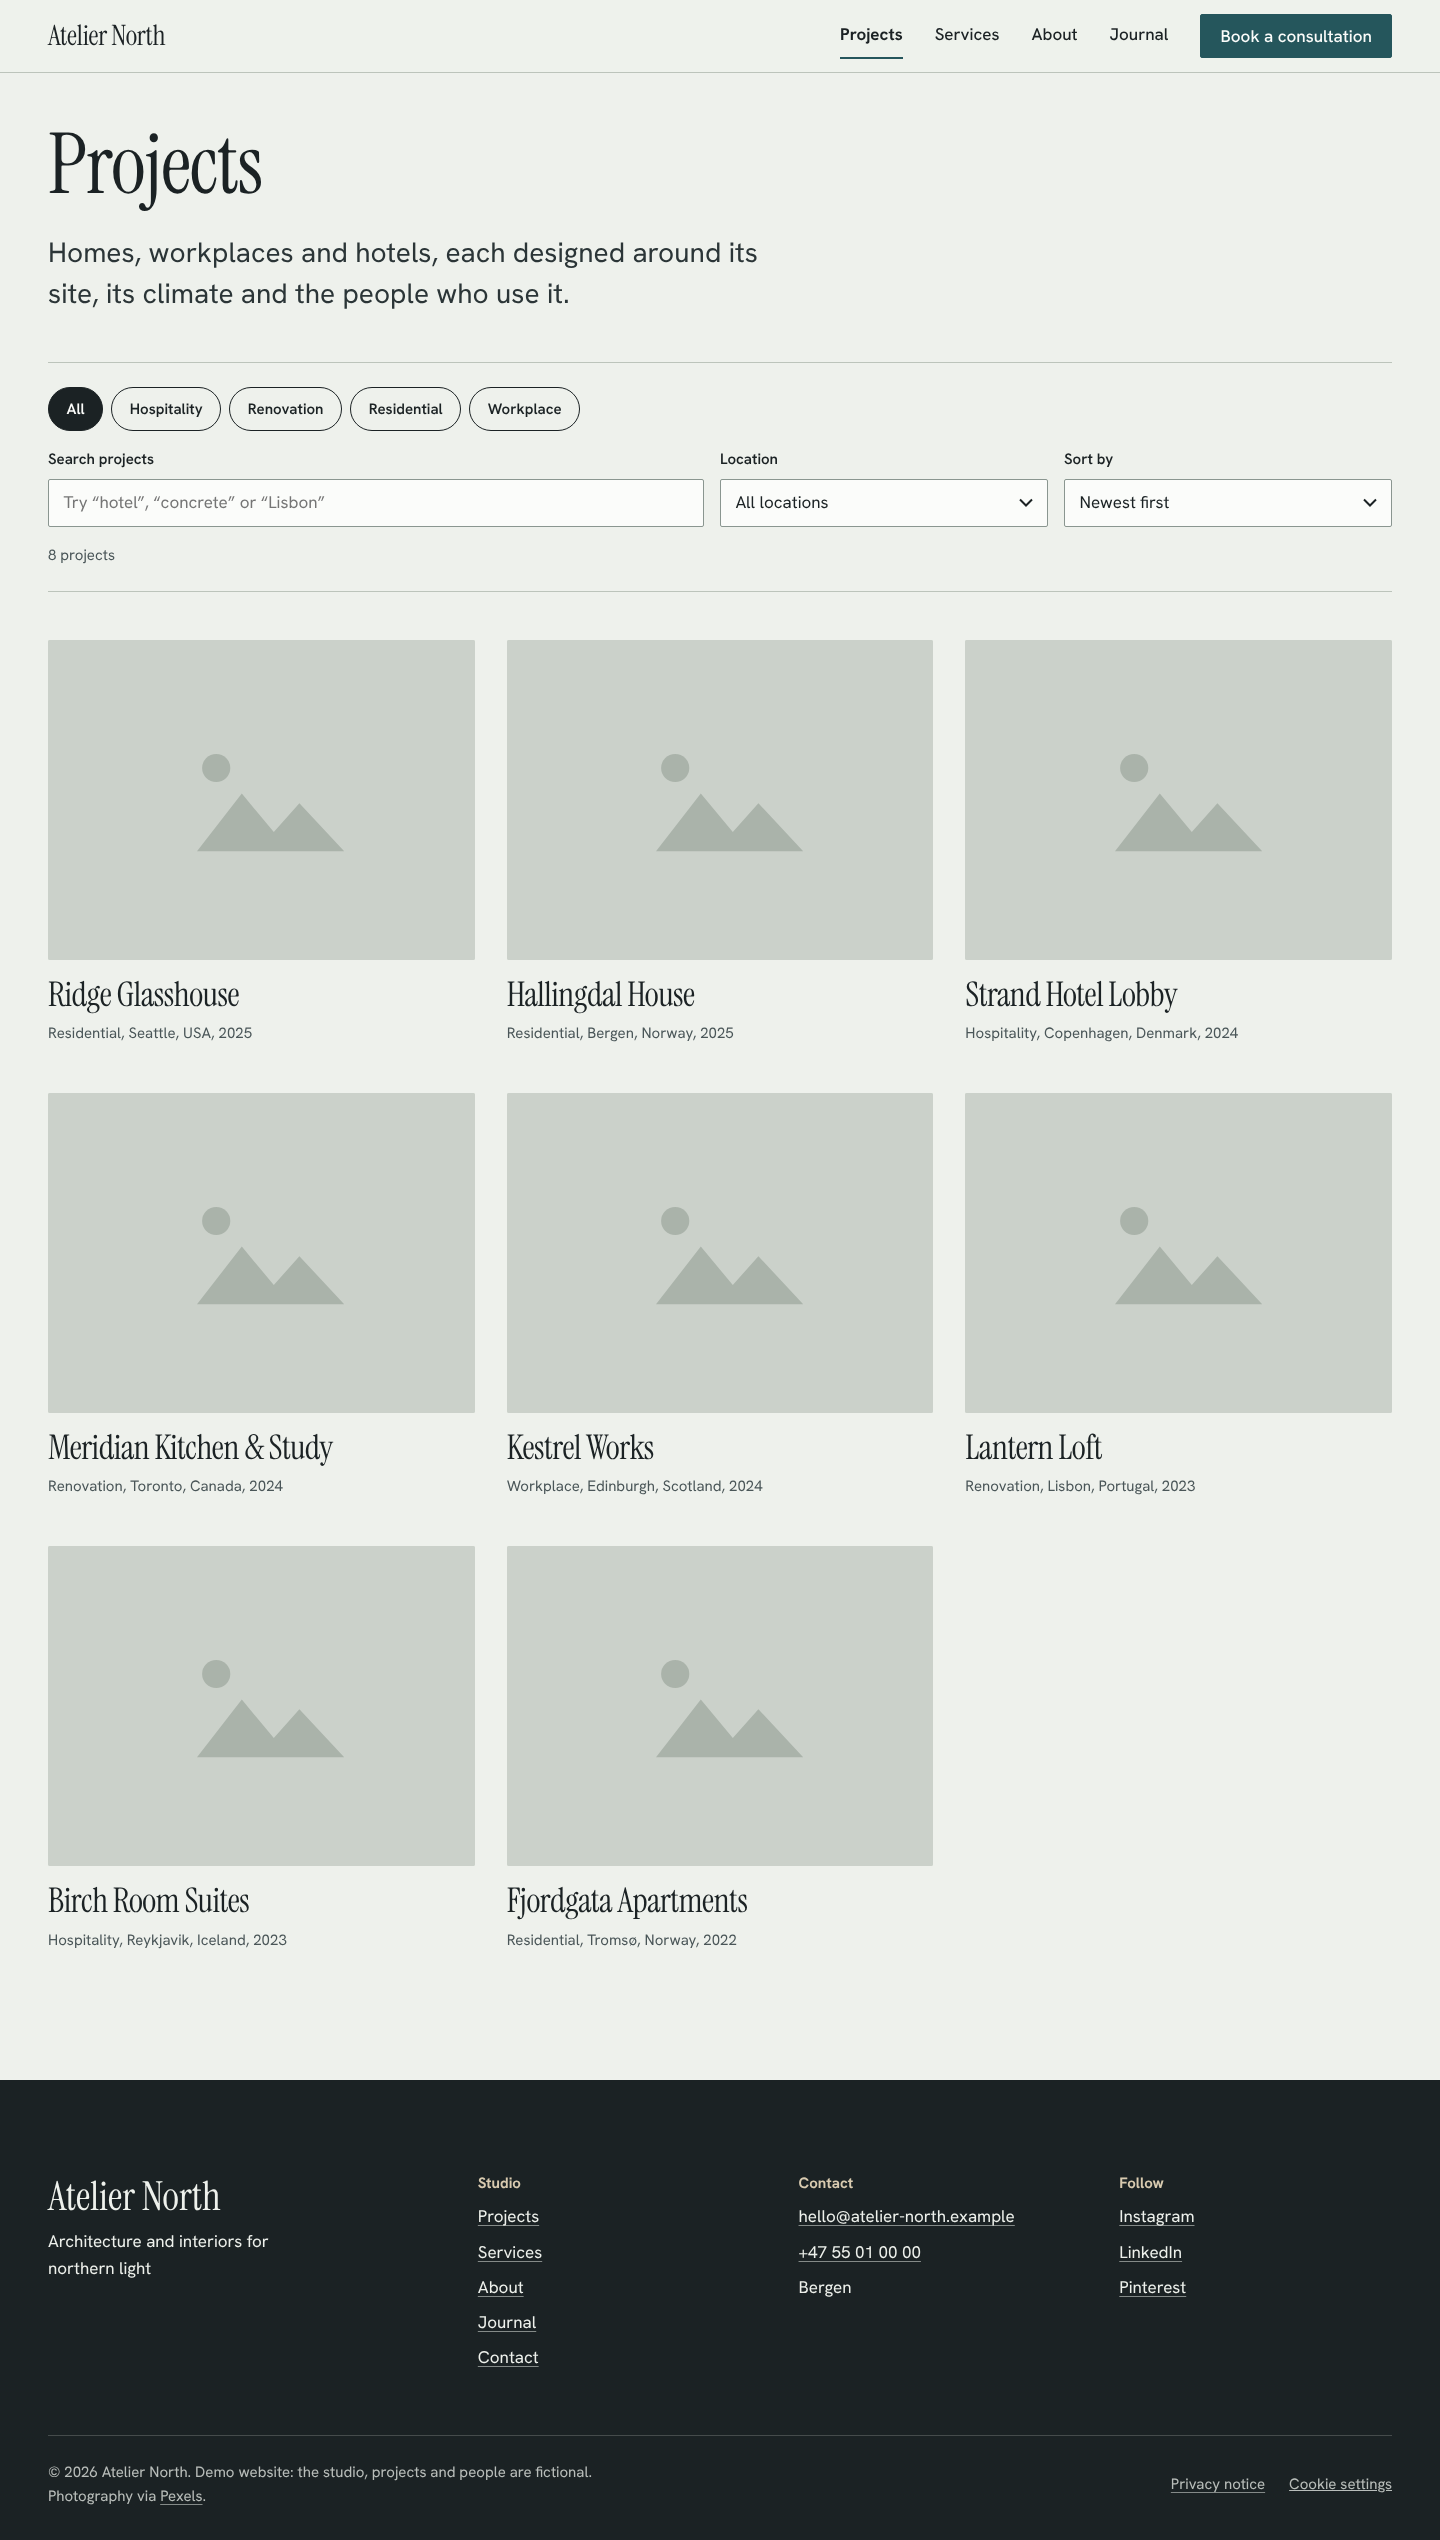 Atelier North
Projects
Services
About
Journal
Book a consultation
Projects
Homes, workplaces and hotels, each designed around its
site, its climate and the people who use it.
All
Hospitality
Renovation
Residential
Workplace
Search projects
Location
Sort by
Try “hotel”, “concrete” or “Lisbon”
All locations
Newest first
8 projects
Ridge Glasshouse
Residential, Seattle, USA, 2025
Hallingdal House
Residential, Bergen, Norway, 2025
Strand Hotel Lobby
Hospitality, Copenhagen, Denmark, 2024
Meridian Kitchen & Study
Renovation, Toronto, Canada, 2024
Kestrel Works
Workplace, Edinburgh, Scotland, 2024
Lantern Loft
Renovation, Lisbon, Portugal, 2023
Birch Room Suites
Hospitality, Reykjavik, Iceland, 2023
Fjordgata Apartments
Residential, Tromsø, Norway, 2022
Atelier North
Architecture and interiors for
northern light
Studio
Projects
Services
About
Journal
Contact
Contact
hello@atelier-north.example
+47 55 01 00 00
Bergen
Follow
Instagram
LinkedIn
Pinterest
© 2026 Atelier North. Demo website: the studio, projects and people are fictional.
Photography via Pexels.
Privacy notice
Cookie settings